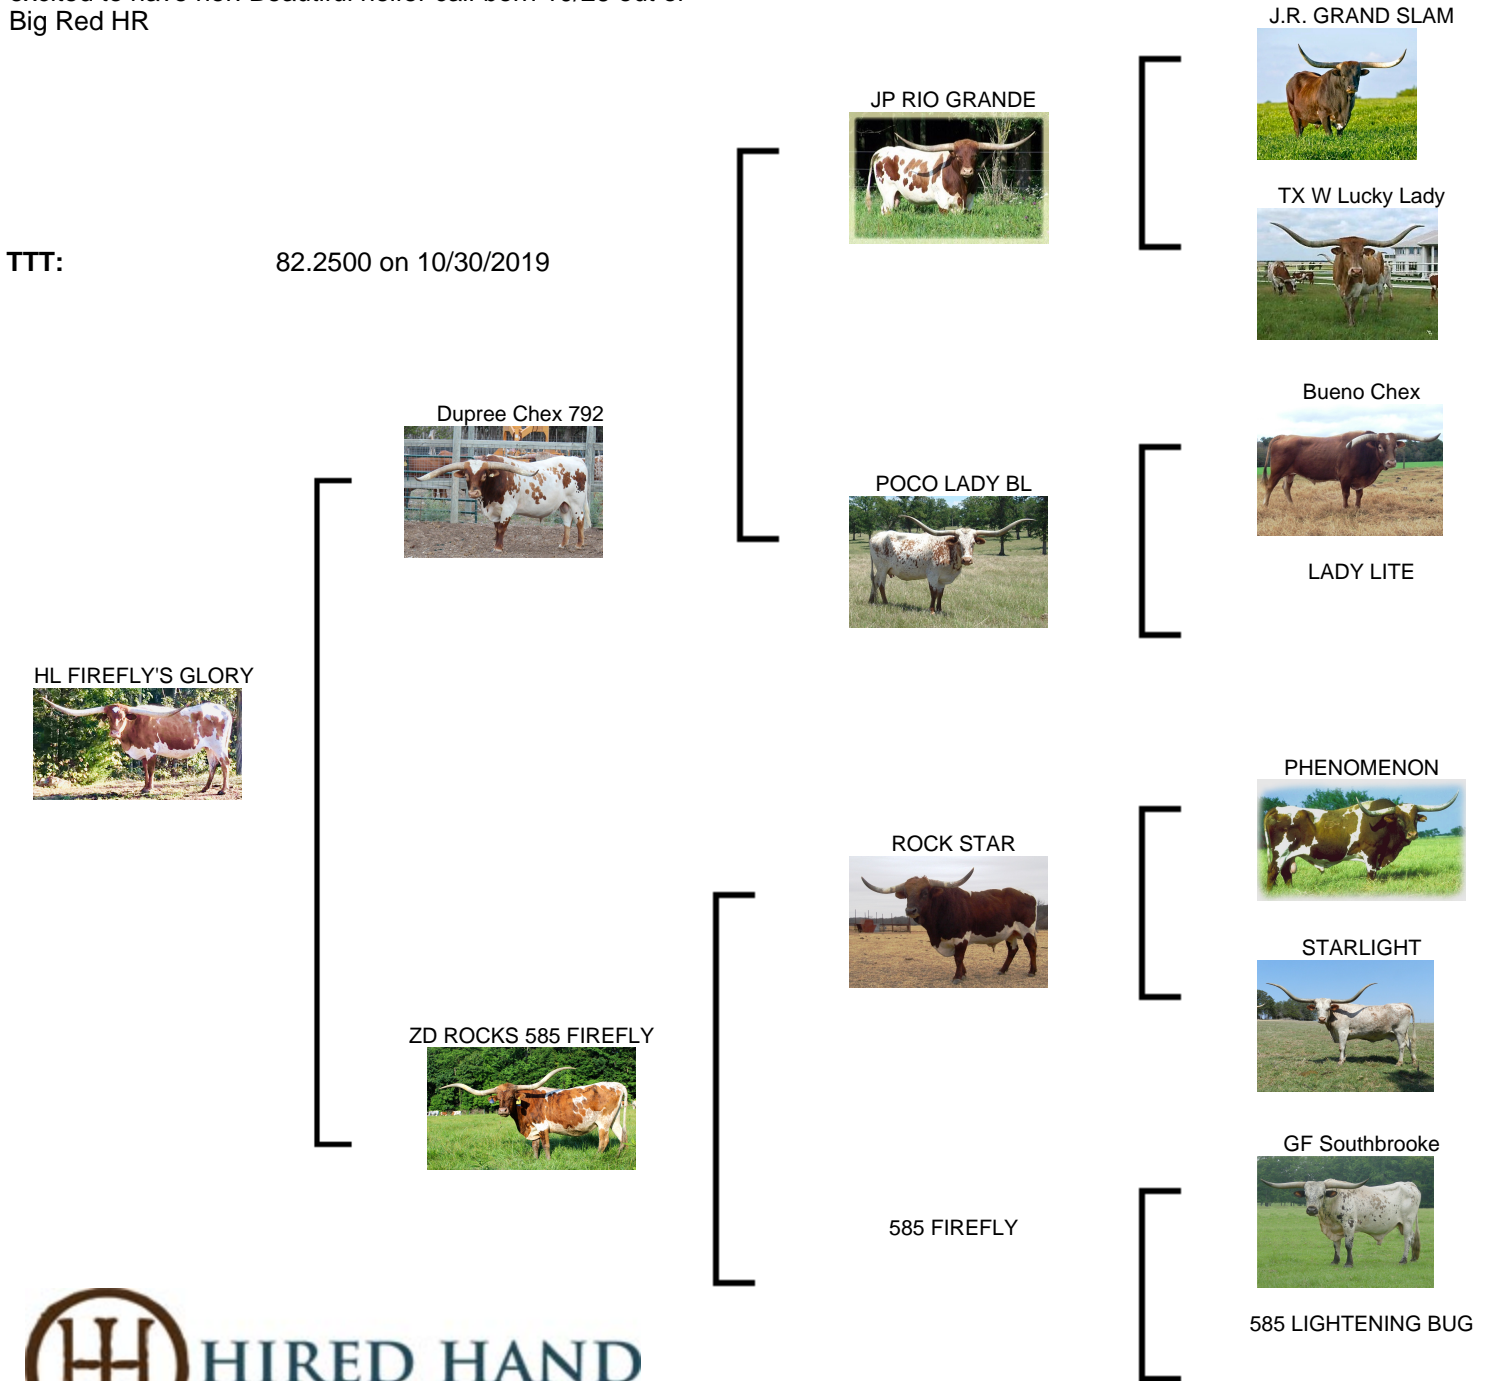 Big Red HR
J.R. GRAND SLAM
JP RIO GRANDE
TX W Lucky Lady
TTT: 82.2500 on 10/30/2019
Bueno Chex
Dupree Chex 792
POCO LADY BL
LADY LITE
HL FIREFLY'S GLORY
PHENOMENON
ROCK STAR
STARLIGHT
ZD ROCKS 585 FIREFLY
GF Southbrooke
585 FIREFLY
585 LIGHTENING BUG
HIRED HAND